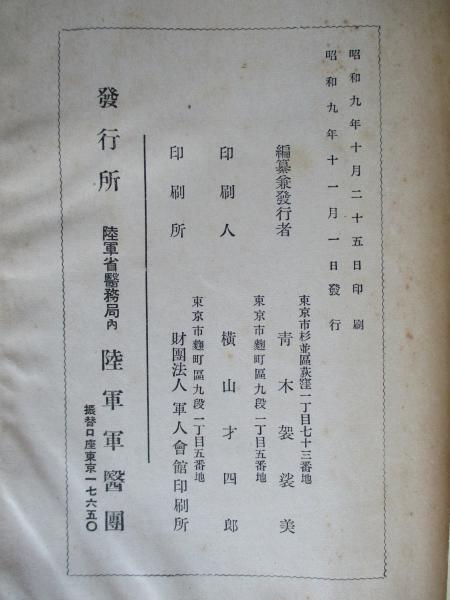 昭和九年十月二十五日印刷
昭和九年十一月一日發行
東京市杉並區荻窪一丁目七十三番地
編纂兼發行者 青木袈裟美
東京市麴町區九段一丁目五番地
印刷人 橫山才四郎
東京市麴町區九段一丁目五番地
印刷所 財團法人 軍人會館印刷所
發行所 陸軍省醫務局內 陸軍軍醫團
振替口座東京一七六五〇